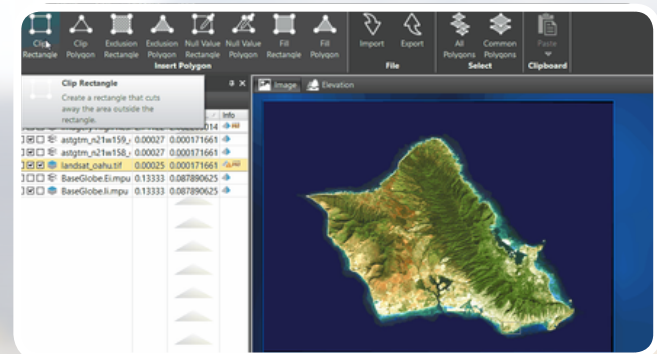 Clip Rectangle
Clip Polygon
Exclusion Rectangle
Exclusion Polygon
Null Value Rectangle
Null Value Polygon
Fill Rectangle
Fill Polygon
Import
Export
All Polygons
Common Polygons
Paste
Insert Polygon
File
Select
Clipboard
Clip Rectangle
Create a rectangle that cuts
away the area outside the
rectangle.
Image
Elevation
Info
astgtm_n21w159_ 0.00027 0.000171661
astgtm_n21w158_ 0.00027 0.000171661
landsat_oahu.tif 0.00025 0.000171661
BaseGlobe.Ei.mpu 0.13333 0.087890625
BaseGlobe.Ii.mpu 0.13333 0.087890625